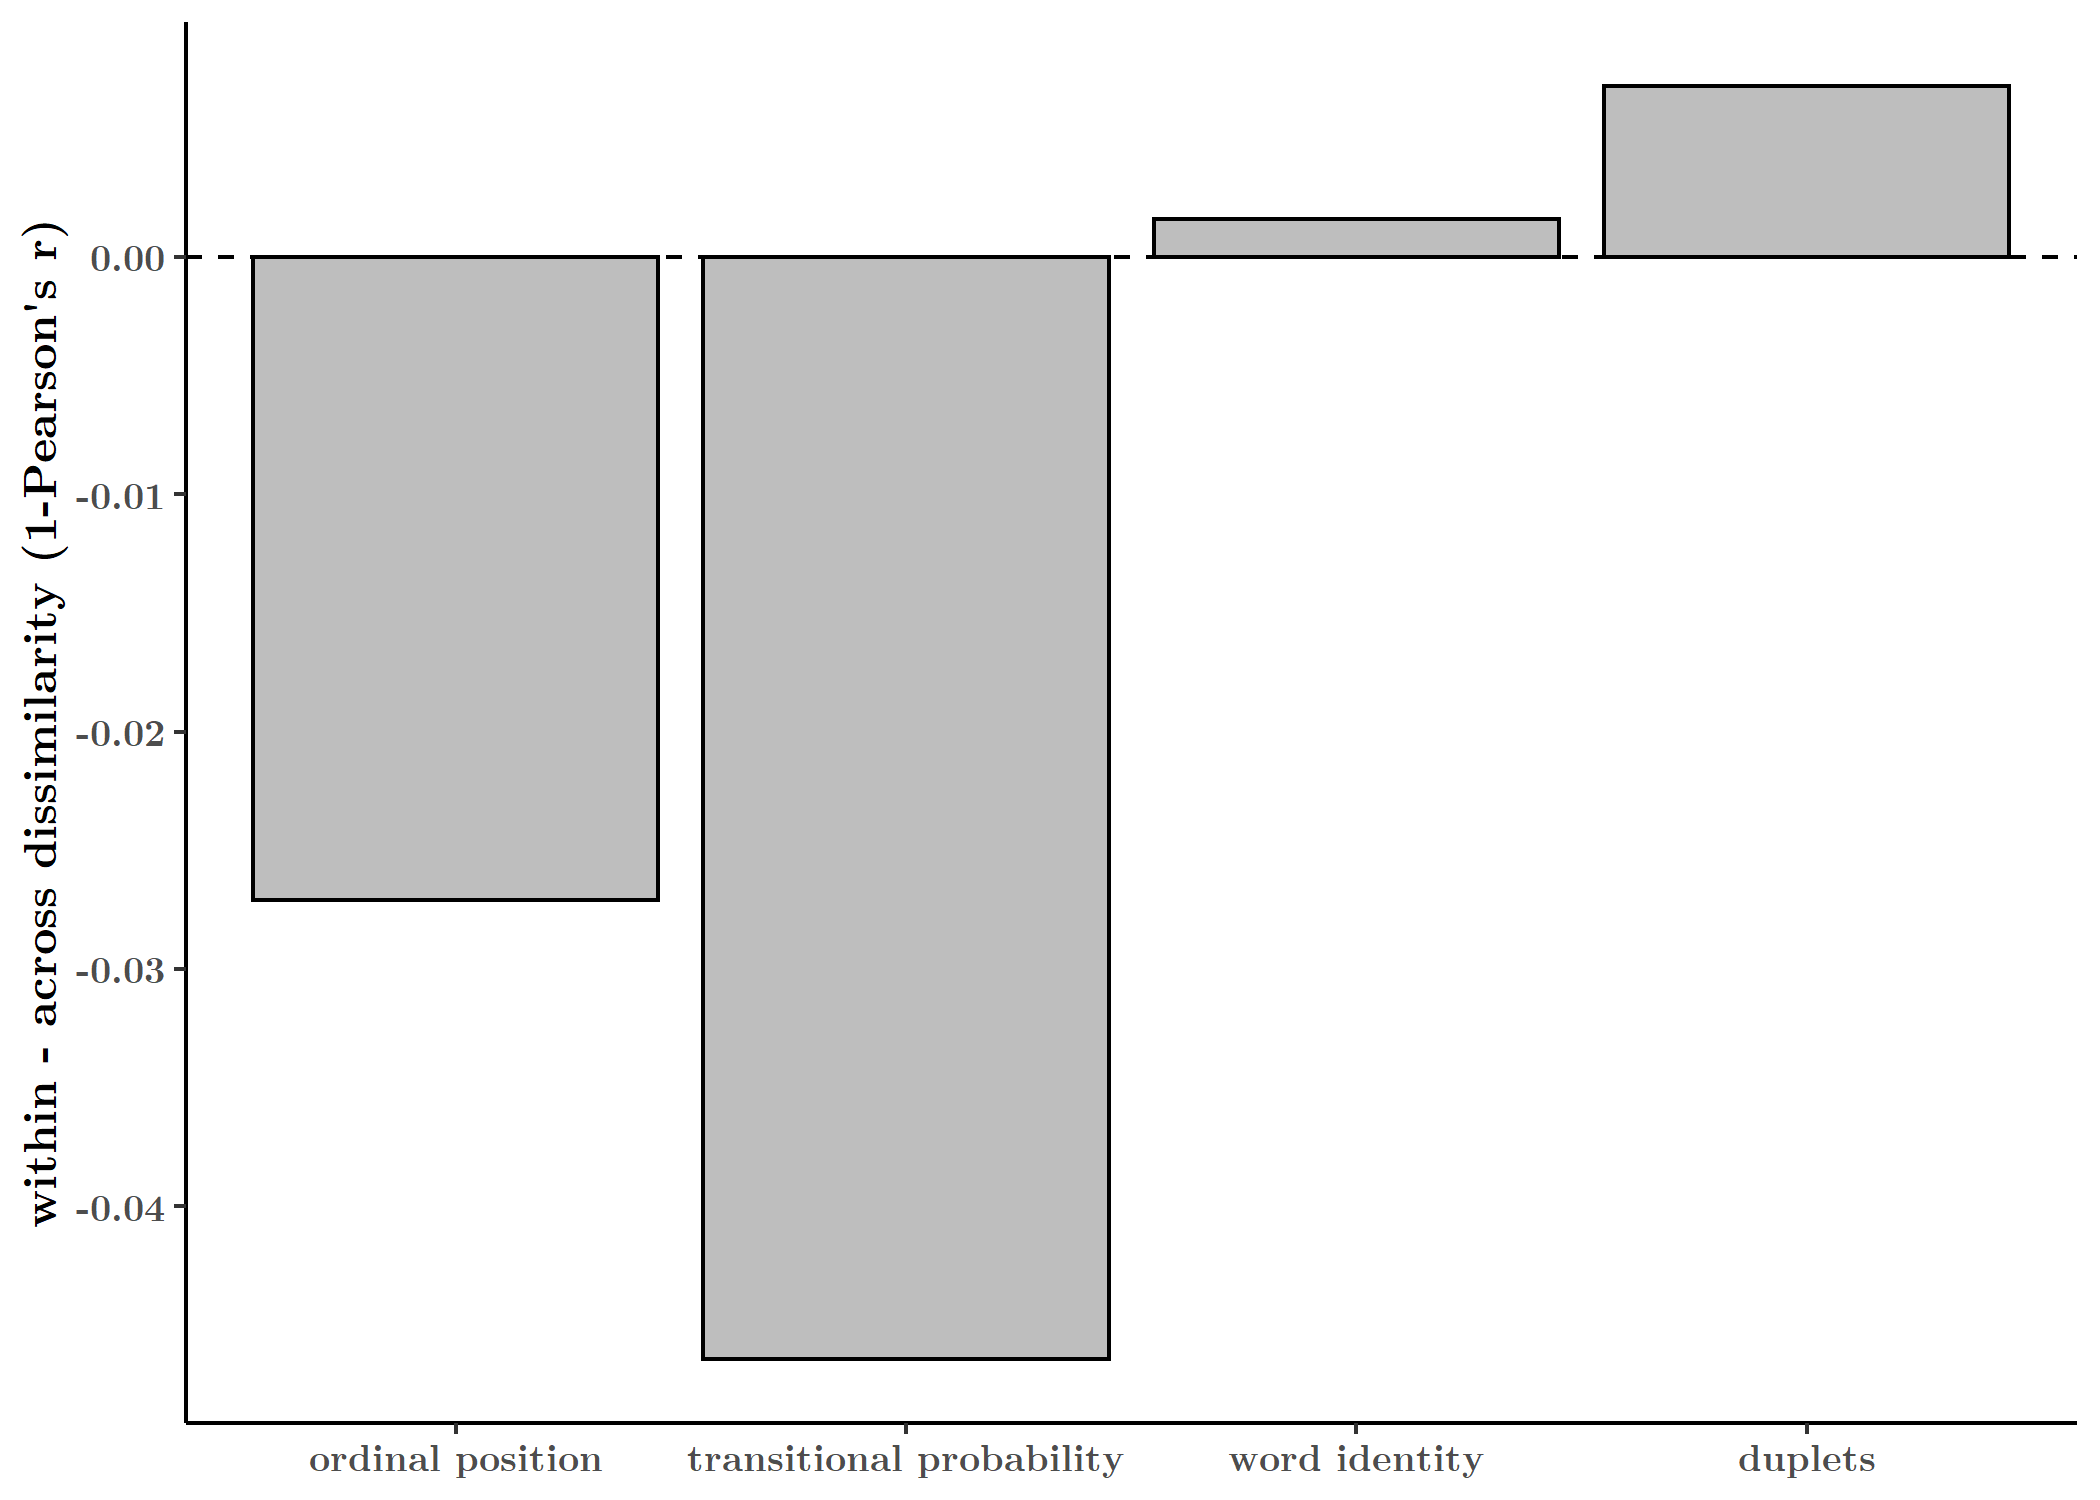 within - across dissimilarity (1-Pearson's r)
0.00
-0.01
-0.02
-0.03
-0.04
ordinal position
transitional probability
word identity
duplets